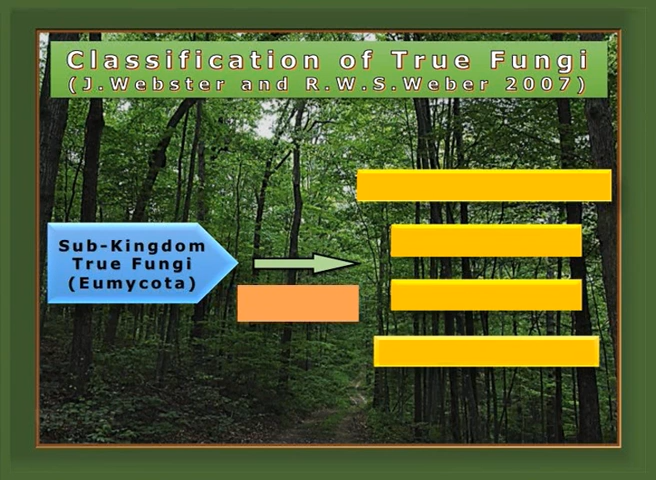 Classification of True Fungi
(J.Webster and R.W.S.Weber 2007)
Sub-Kingdom
True Fungi
(Eumycota)